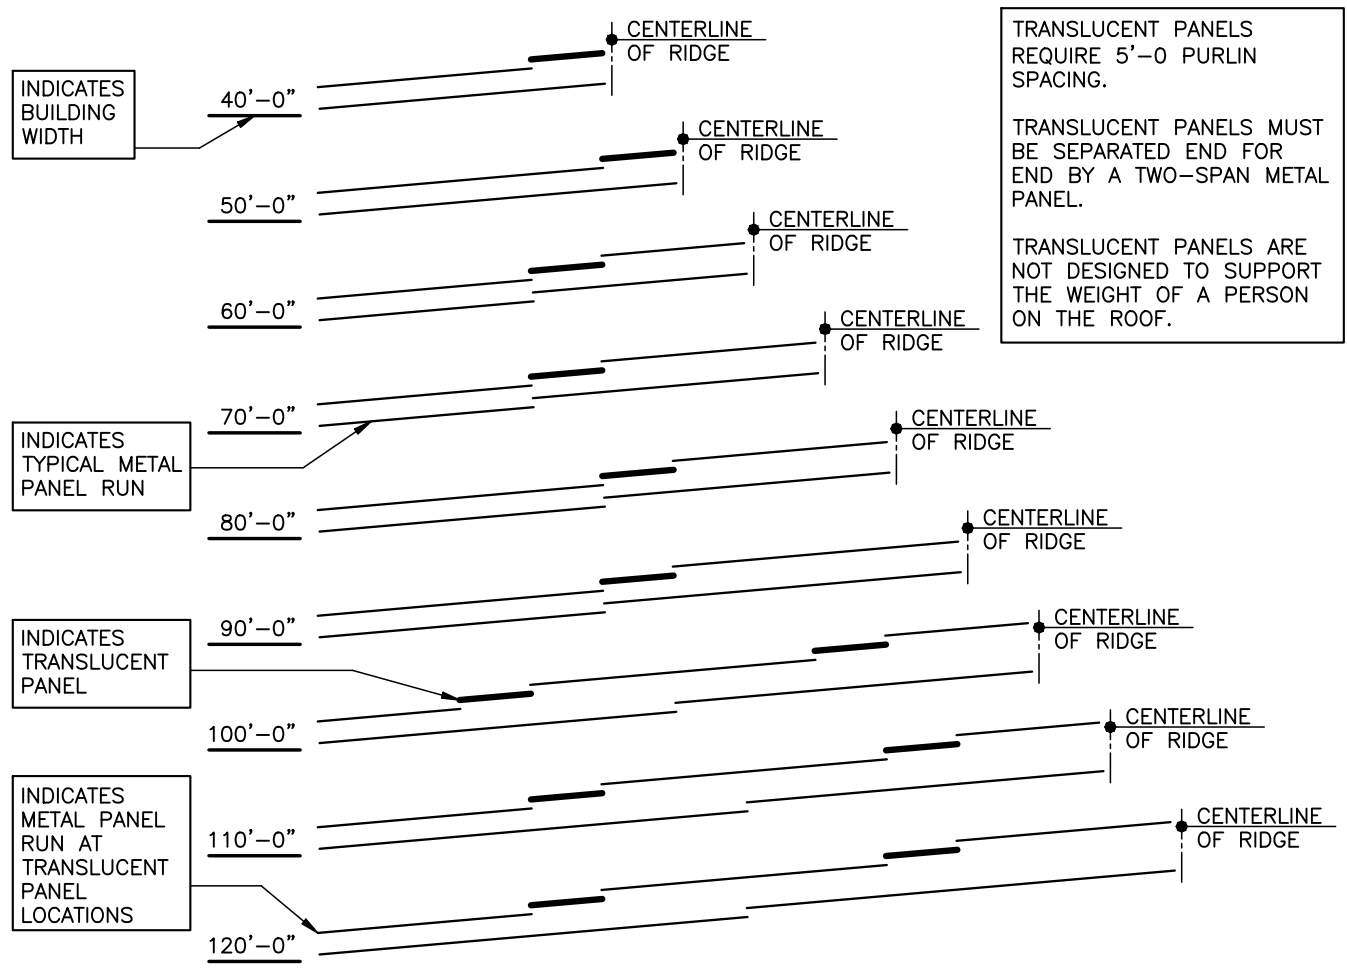 CENTERLINE
OF RIDGE
INDICATES
BUILDING
WIDTH
40'-0"
TRANSLUCENT PANELS
REQUIRE 5'-0 PURLIN
SPACING.
TRANSLUCENT PANELS MUST
BE SEPARATED END FOR
END BY A TWO-SPAN METAL
PANEL.
TRANSLUCENT PANELS ARE
NOT DESIGNED TO SUPPORT
THE WEIGHT OF A PERSON
ON THE ROOF.
CENTERLINE
OF RIDGE
50'-0"
CENTERLINE
OF RIDGE
60'-0"
CENTERLINE
OF RIDGE
70'-0"
INDICATES
TYPICAL METAL
PANEL RUN
CENTERLINE
OF RIDGE
80'-0"
CENTERLINE
OF RIDGE
90'-0"
INDICATES
TRANSLUCENT
PANEL
CENTERLINE
OF RIDGE
100'-0"
CENTERLINE
OF RIDGE
110'-0"
INDICATES
METAL PANEL
RUN AT
TRANSLUCENT
PANEL
LOCATIONS
CENTERLINE
OF RIDGE
120'-0"